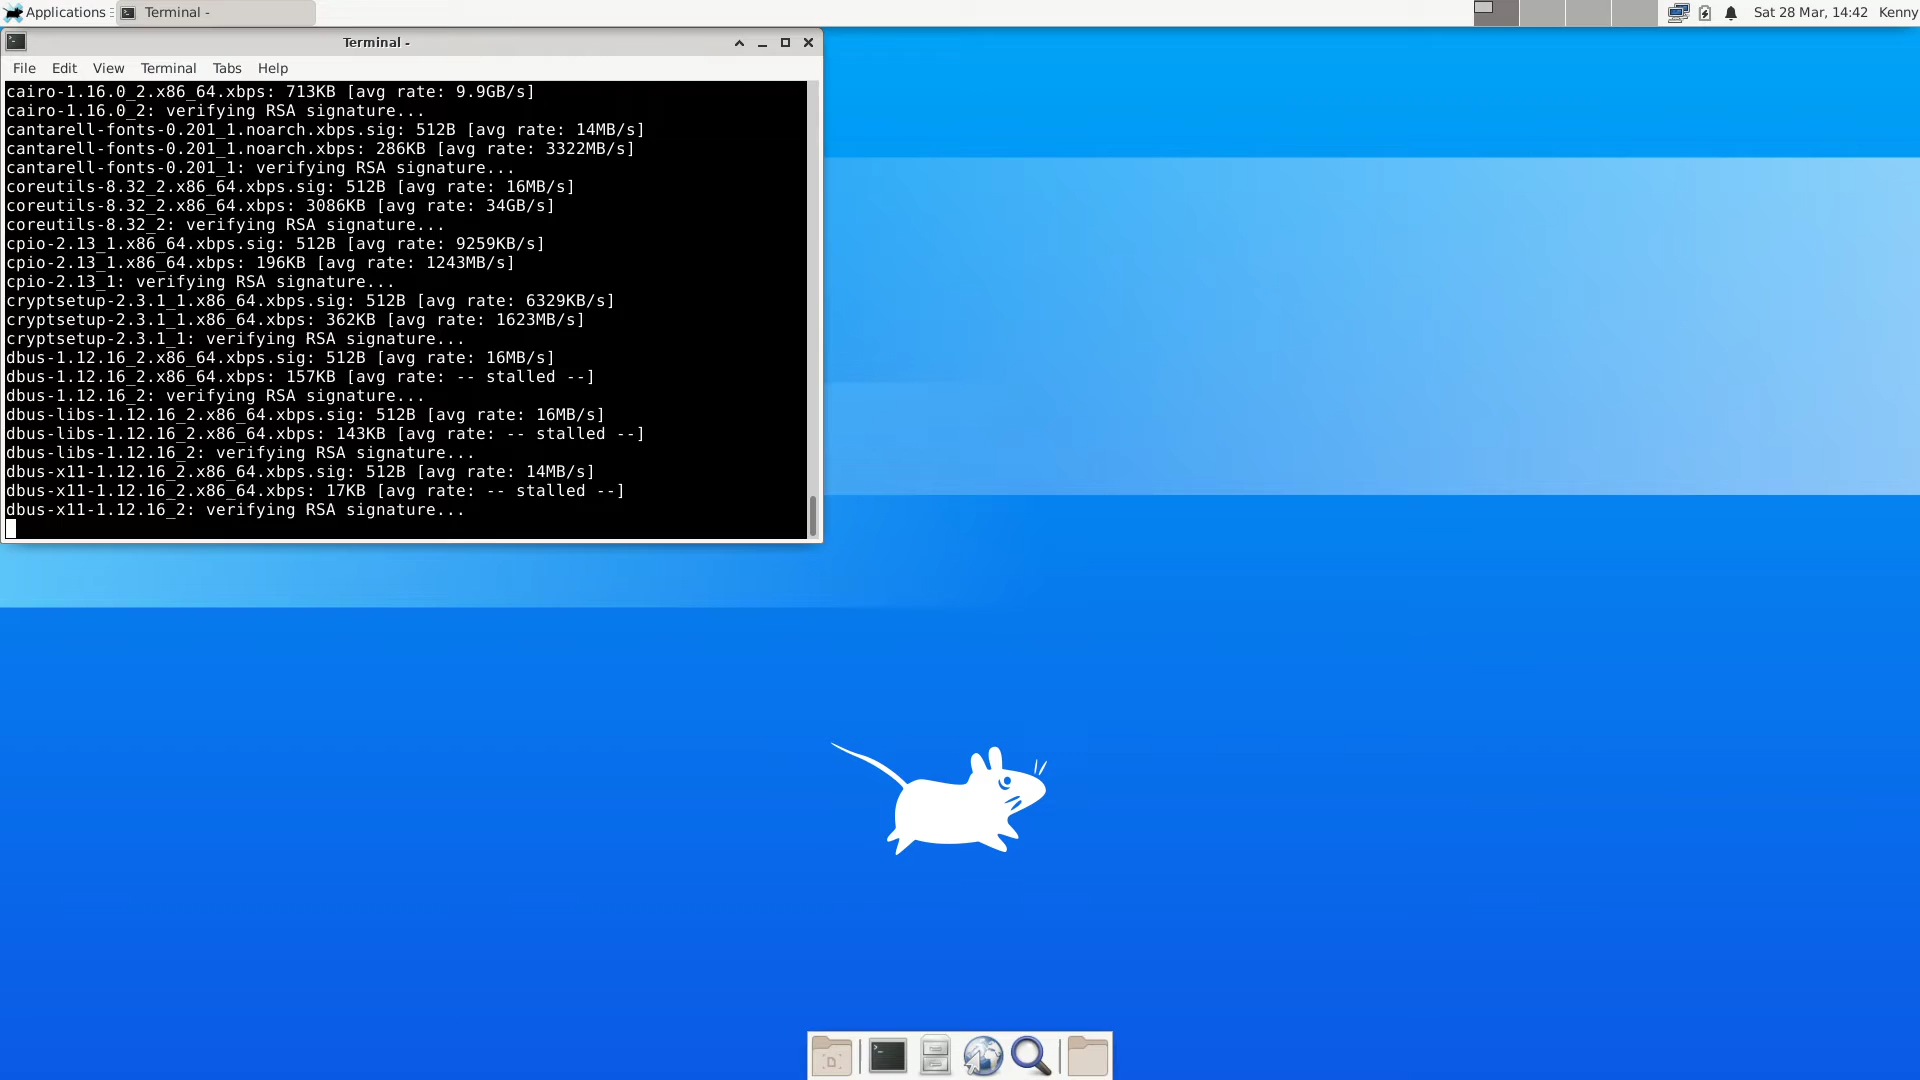 Applications
Terminal -
Sat 28 Mar, 14:42
Kenny
Terminal -
File Edit View Terminal Tabs Help
cairo-1.16.0_2.x86_64.xbps: 713KB [avg rate: 9.9GB/s]
cairo-1.16.0_2: verifying RSA signature...
cantarell-fonts-0.201_1.noarch.xbps.sig: 512B [avg rate: 14MB/s]
cantarell-fonts-0.201_1.noarch.xbps: 286KB [avg rate: 3322MB/s]
cantarell-fonts-0.201_1: verifying RSA signature...
coreutils-8.32_2.x86_64.xbps.sig: 512B [avg rate: 16MB/s]
coreutils-8.32_2.x86_64.xbps: 3086KB [avg rate: 34GB/s]
coreutils-8.32_2: verifying RSA signature...
cpio-2.13_1.x86_64.xbps.sig: 512B [avg rate: 9259KB/s]
cpio-2.13_1.x86_64.xbps: 196KB [avg rate: 1243MB/s]
cpio-2.13_1: verifying RSA signature...
cryptsetup-2.3.1_1.x86_64.xbps.sig: 512B [avg rate: 6329KB/s]
cryptsetup-2.3.1_1.x86_64.xbps: 362KB [avg rate: 1623MB/s]
cryptsetup-2.3.1_1: verifying RSA signature...
dbus-1.12.16_2.x86_64.xbps.sig: 512B [avg rate: 16MB/s]
dbus-1.12.16_2.x86_64.xbps: 157KB [avg rate: -- stalled --]
dbus-1.12.16_2: verifying RSA signature...
dbus-libs-1.12.16_2.x86_64.xbps.sig: 512B [avg rate: 16MB/s]
dbus-libs-1.12.16_2.x86_64.xbps: 143KB [avg rate: -- stalled --]
dbus-libs-1.12.16_2: verifying RSA signature...
dbus-x11-1.12.16_2.x86_64.xbps.sig: 512B [avg rate: 14MB/s]
dbus-x11-1.12.16_2.x86_64.xbps: 17KB [avg rate: -- stalled --]
dbus-x11-1.12.16_2: verifying RSA signature...